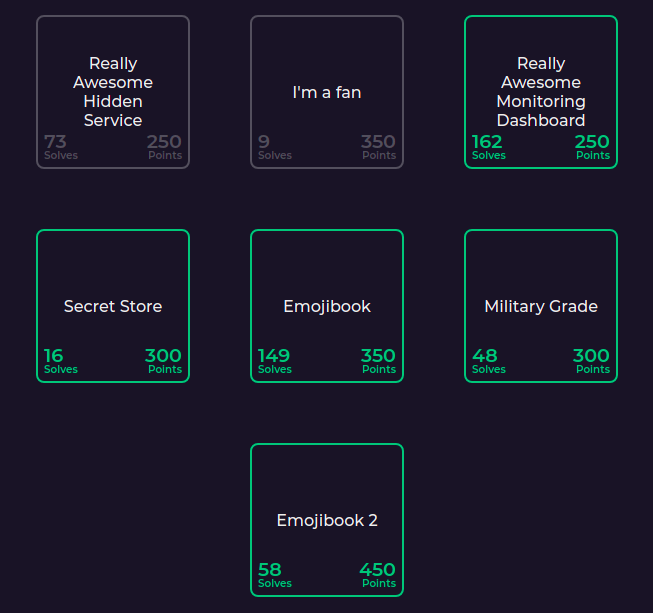 Really
Awesome
Hidden
Service
73
250
Solves
Points
I'm a fan
9
350
Solves
Points
Really
Awesome
Monitoring
Dashboard
162
250
Solves
Points
Secret Store
16
300
Solves
Points
Emojibook
149
350
Solves
Points
Military Grade
48
300
Solves
Points
Emojibook 2
58
450
Solves
Points